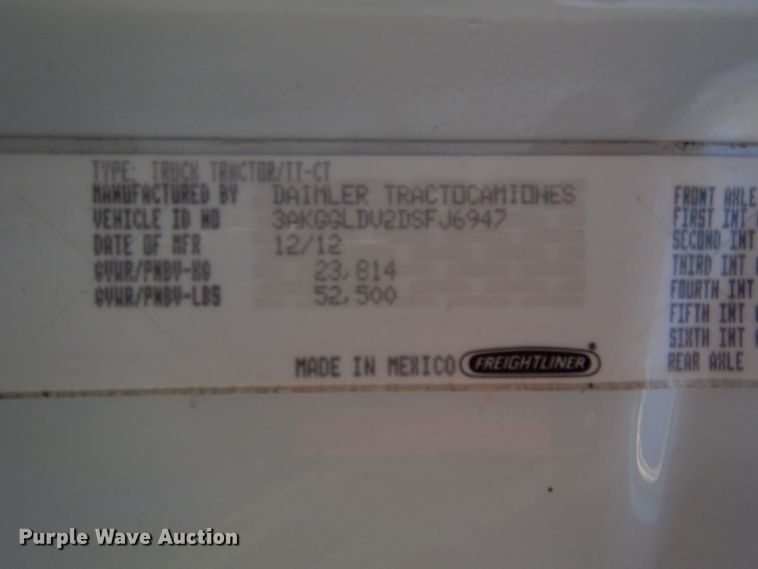 TYPE: TRUCK TRACTOR/TT-CT
MANUFACTURED BY DAIMLER TRACTOCAMIONES
VEHICLE ID NO 3AKGGLDV2DSFJ6947
DATE OF MFR 12/12
GVWR/PNBV-KG 23,814
GVWR/PNBV-LBS 52,500
MADE IN MEXICO FREIGHTLINER
FRONT AXLE
FIRST INT
SECOND INT
THIRD INT
FOURTH INT
FIFTH INT
SIXTH INT
REAR AXLE
Purple Wave Auction